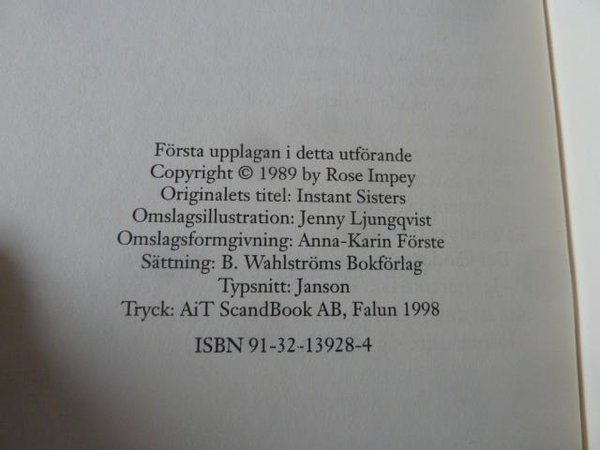 Första upplagan i detta utförande
Copyright © 1989 by Rose Impey
Originalets titel: Instant Sisters
Omslagsillustration: Jenny Ljungqvist
Omslagsformgivning: Anna-Karin Förste
Sättning: B. Wahlströms Bokförlag
Typsnitt: Janson
Tryck: AiT ScandBook AB, Falun 1998
ISBN 91-32-13928-4